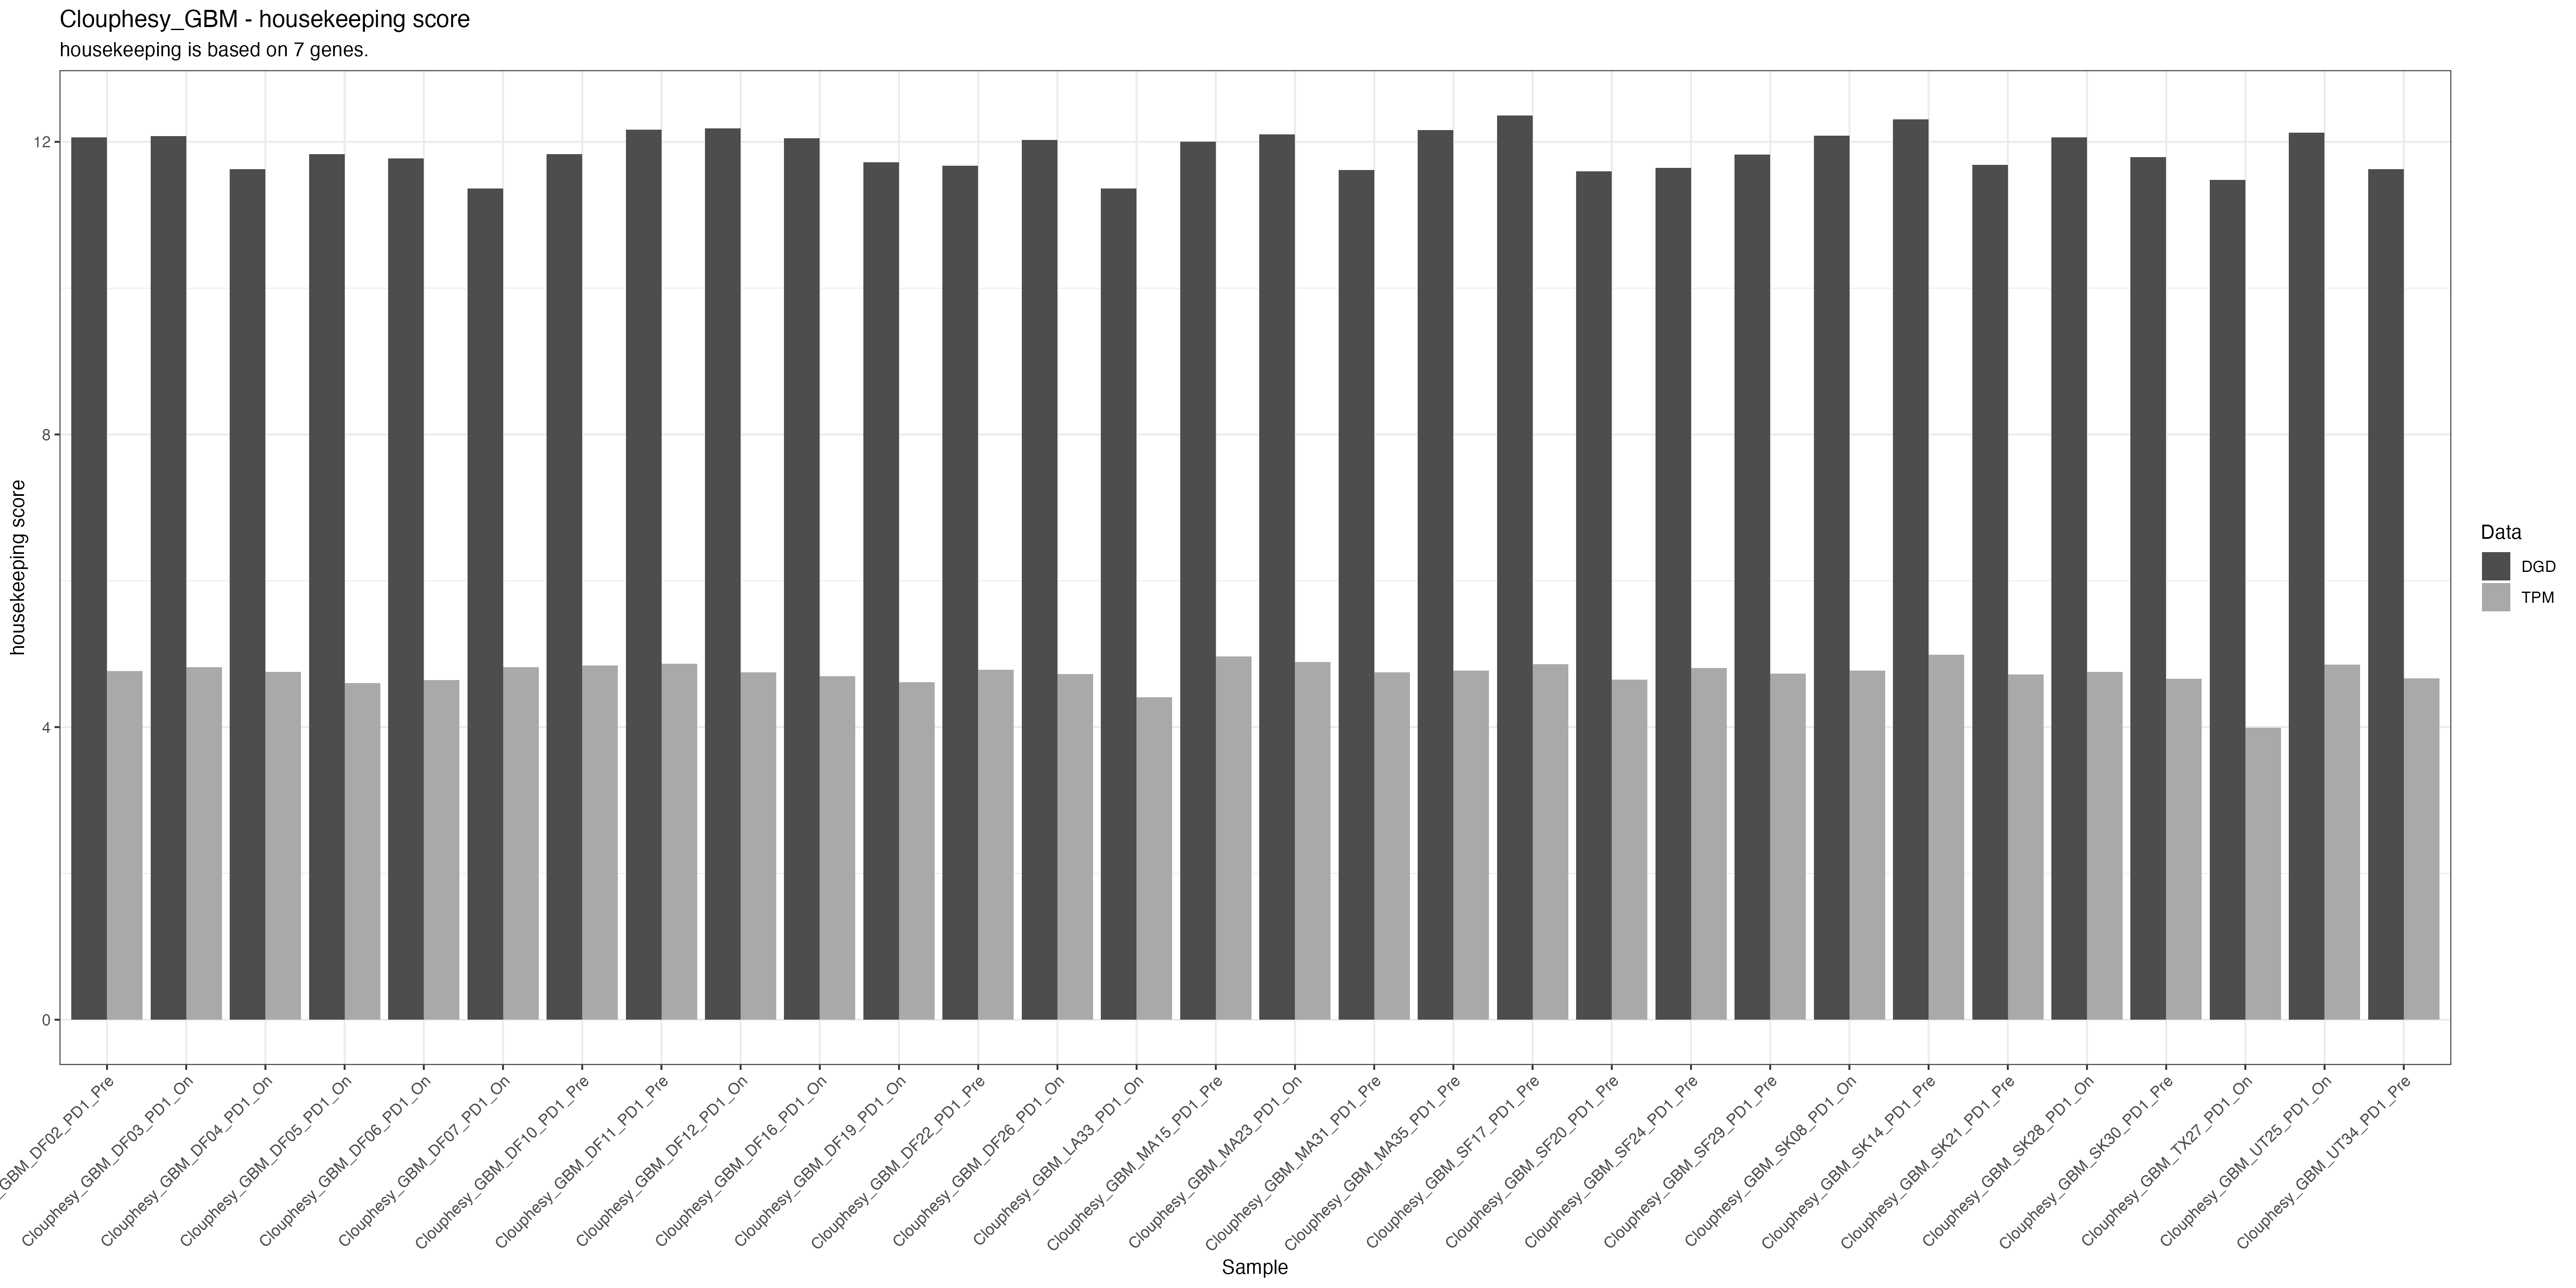 Clouphesy_GBM - housekeeping score
housekeeping is based on 7 genes.
housekeeping score
12
8
4
0
Data
DGD
TPM
_GBM_DF02_PD1_Pre
Clouphesy_GBM_DF03_PD1_On
Clouphesy_GBM_DF04_PD1_On
Clouphesy_GBM_DF05_PD1_On
Clouphesy_GBM_DF06_PD1_On
Clouphesy_GBM_DF07_PD1_On
Clouphesy_GBM_DF10_PD1_Pre
Clouphesy_GBM_DF11_PD1_Pre
Clouphesy_GBM_DF12_PD1_On
Clouphesy_GBM_DF16_PD1_On
Clouphesy_GBM_DF19_PD1_On
Clouphesy_GBM_DF22_PD1_Pre
Clouphesy_GBM_DF26_PD1_On
Clouphesy_GBM_LA33_PD1_On
Clouphesy_GBM_MA15_PD1_Pre
Clouphesy_GBM_MA23_PD1_On
Clouphesy_GBM_MA31_PD1_Pre
Clouphesy_GBM_MA35_PD1_Pre
Clouphesy_GBM_SF17_PD1_Pre
Clouphesy_GBM_SF20_PD1_Pre
Clouphesy_GBM_SF24_PD1_Pre
Clouphesy_GBM_SF29_PD1_Pre
Clouphesy_GBM_SK08_PD1_On
Clouphesy_GBM_SK14_PD1_Pre
Clouphesy_GBM_SK21_PD1_Pre
Clouphesy_GBM_SK28_PD1_On
Clouphesy_GBM_SK30_PD1_Pre
Clouphesy_GBM_TX27_PD1_On
Clouphesy_GBM_UT25_PD1_On
Clouphesy_GBM_UT34_PD1_Pre
Sample